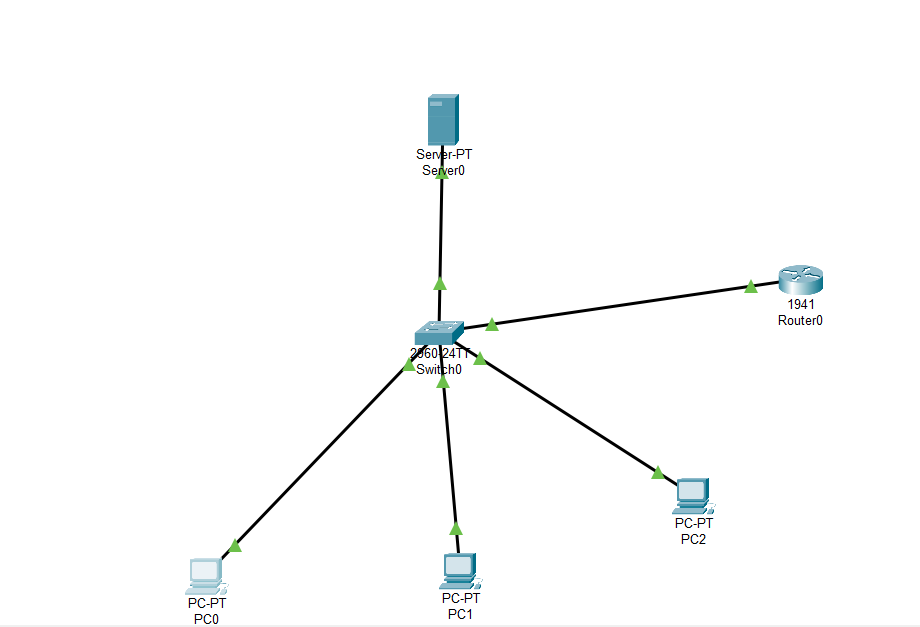 Server-PT
Server0
1941
Router0
2960-24TT
Switch0
PC-PT
PC2
PC-PT
PC1
PC-PT
PC0